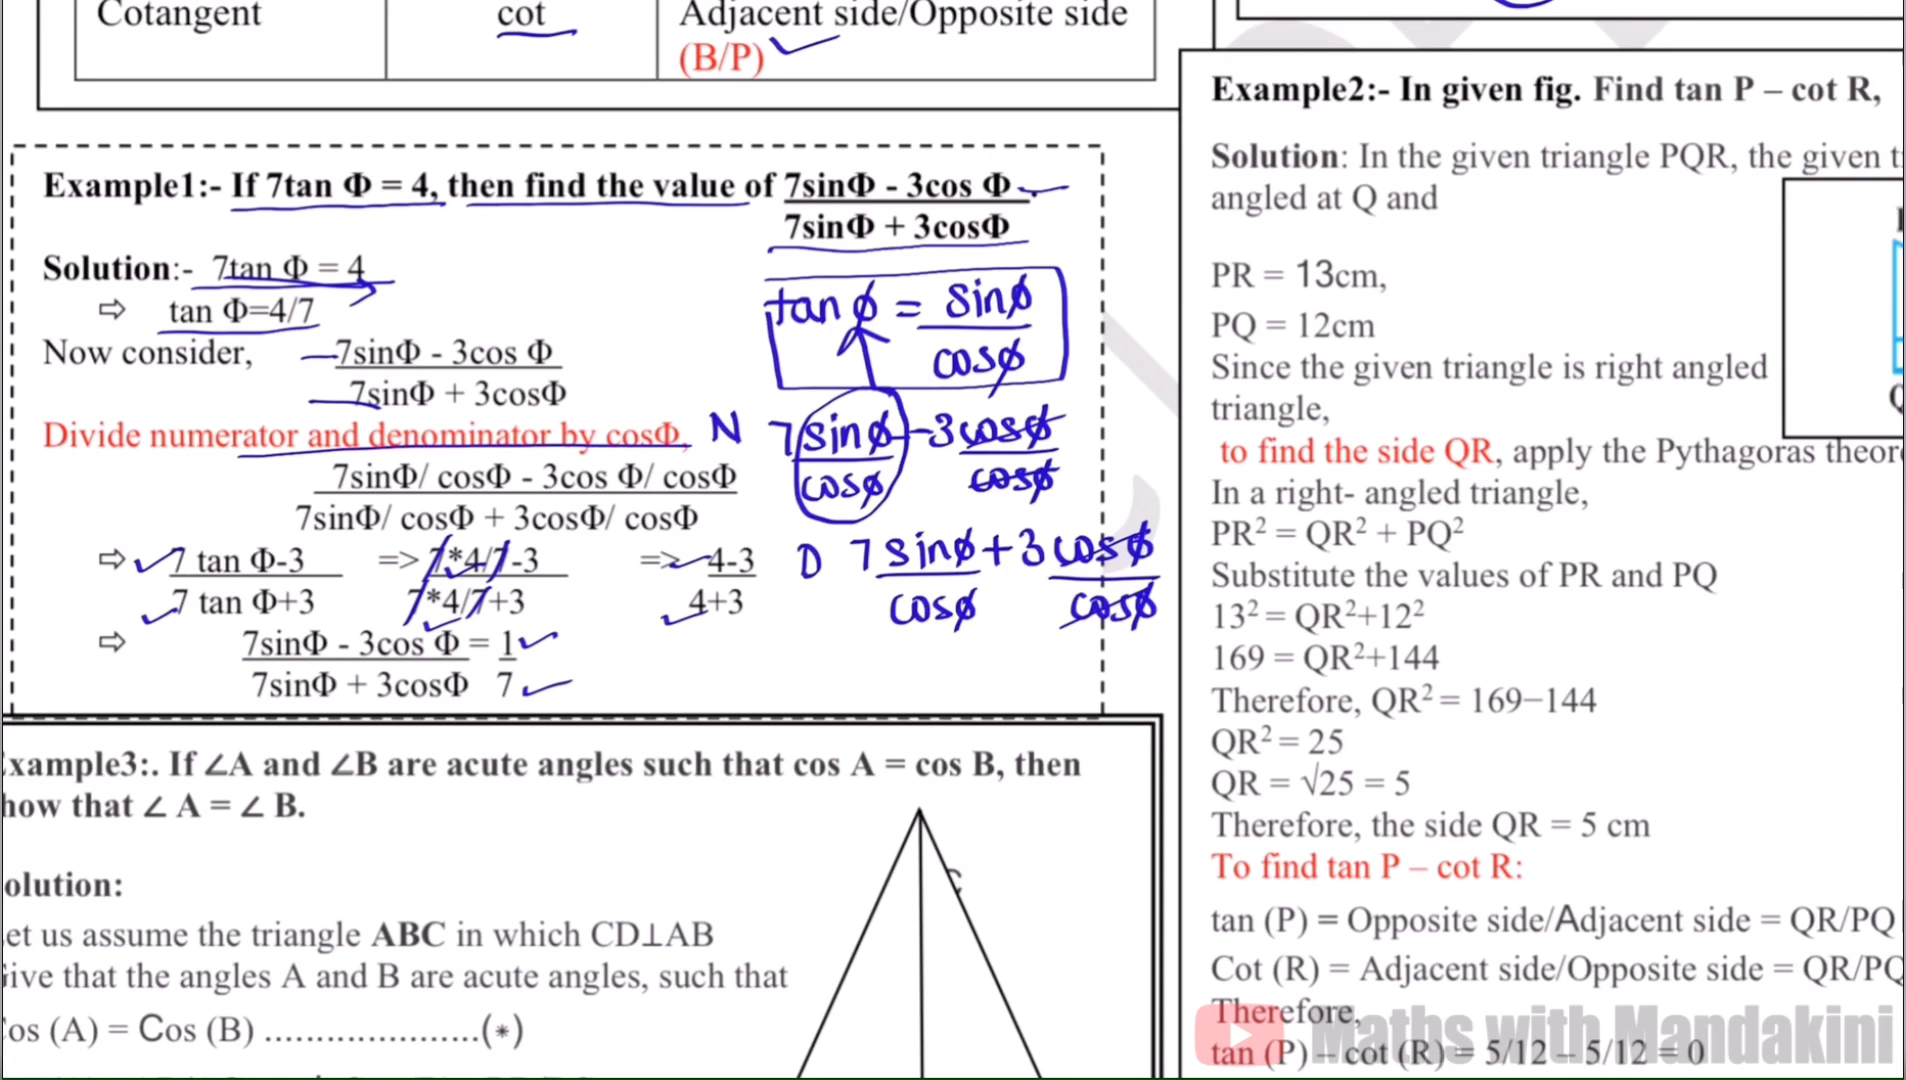 Cotangent cot Adjacent side/Opposite side
(B/P)
Example1:- If 7tan Φ = 4, then find the value of 7sinΦ - 3cos Φ .
7sinΦ + 3cosΦ
Solution:- 7tan Φ = 4
⇨ tan Φ=4/7
Now consider, 7sinΦ - 3cos Φ
7sinΦ + 3cosΦ
Divide numerator and denominator by cosΦ,
7sinΦ/ cosΦ - 3cos Φ/ cosΦ
7sinΦ/ cosΦ + 3cosΦ/ cosΦ
⇨ 7 tan Φ-3 => 7*4/7-3 => 4-3
7 tan Φ+3 7*4/7+3 4+3
⇨ 7sinΦ - 3cos Φ = 1
7sinΦ + 3cosΦ 7
tan ϕ = sinϕ
cosϕ
N 7 sinϕ - 3 cosϕ
cosϕ cosϕ
D 7 sinϕ + 3 cosϕ
cosϕ cosϕ
xample3:. If ∠A and ∠B are acute angles such that cos A = cos B, then
how that ∠ A = ∠ B.
olution:
et us assume the triangle ABC in which CD⊥AB
ive that the angles A and B are acute angles, such that
os (A) = Cos (B) .....................(*)
C
Example2:- In given fig. Find tan P – cot R,
Solution: In the given triangle PQR, the given t
angled at Q and
PR = 13cm,
PQ = 12cm
Since the given triangle is right angled
triangle,
to find the side QR, apply the Pythagoras theor
In a right- angled triangle,
PR² = QR² + PQ²
Substitute the values of PR and PQ
13² = QR²+12²
169 = QR²+144
Therefore, QR² = 169−144
QR² = 25
QR = √25 = 5
Therefore, the side QR = 5 cm
To find tan P – cot R:
tan (P) = Opposite side/Adjacent side = QR/PQ
Cot (R) = Adjacent side/Opposite side = QR/PQ
Therefore,
tan (P) – cot (R) = 5/12 – 5/12 = 0
Q
Maths with Mandakini